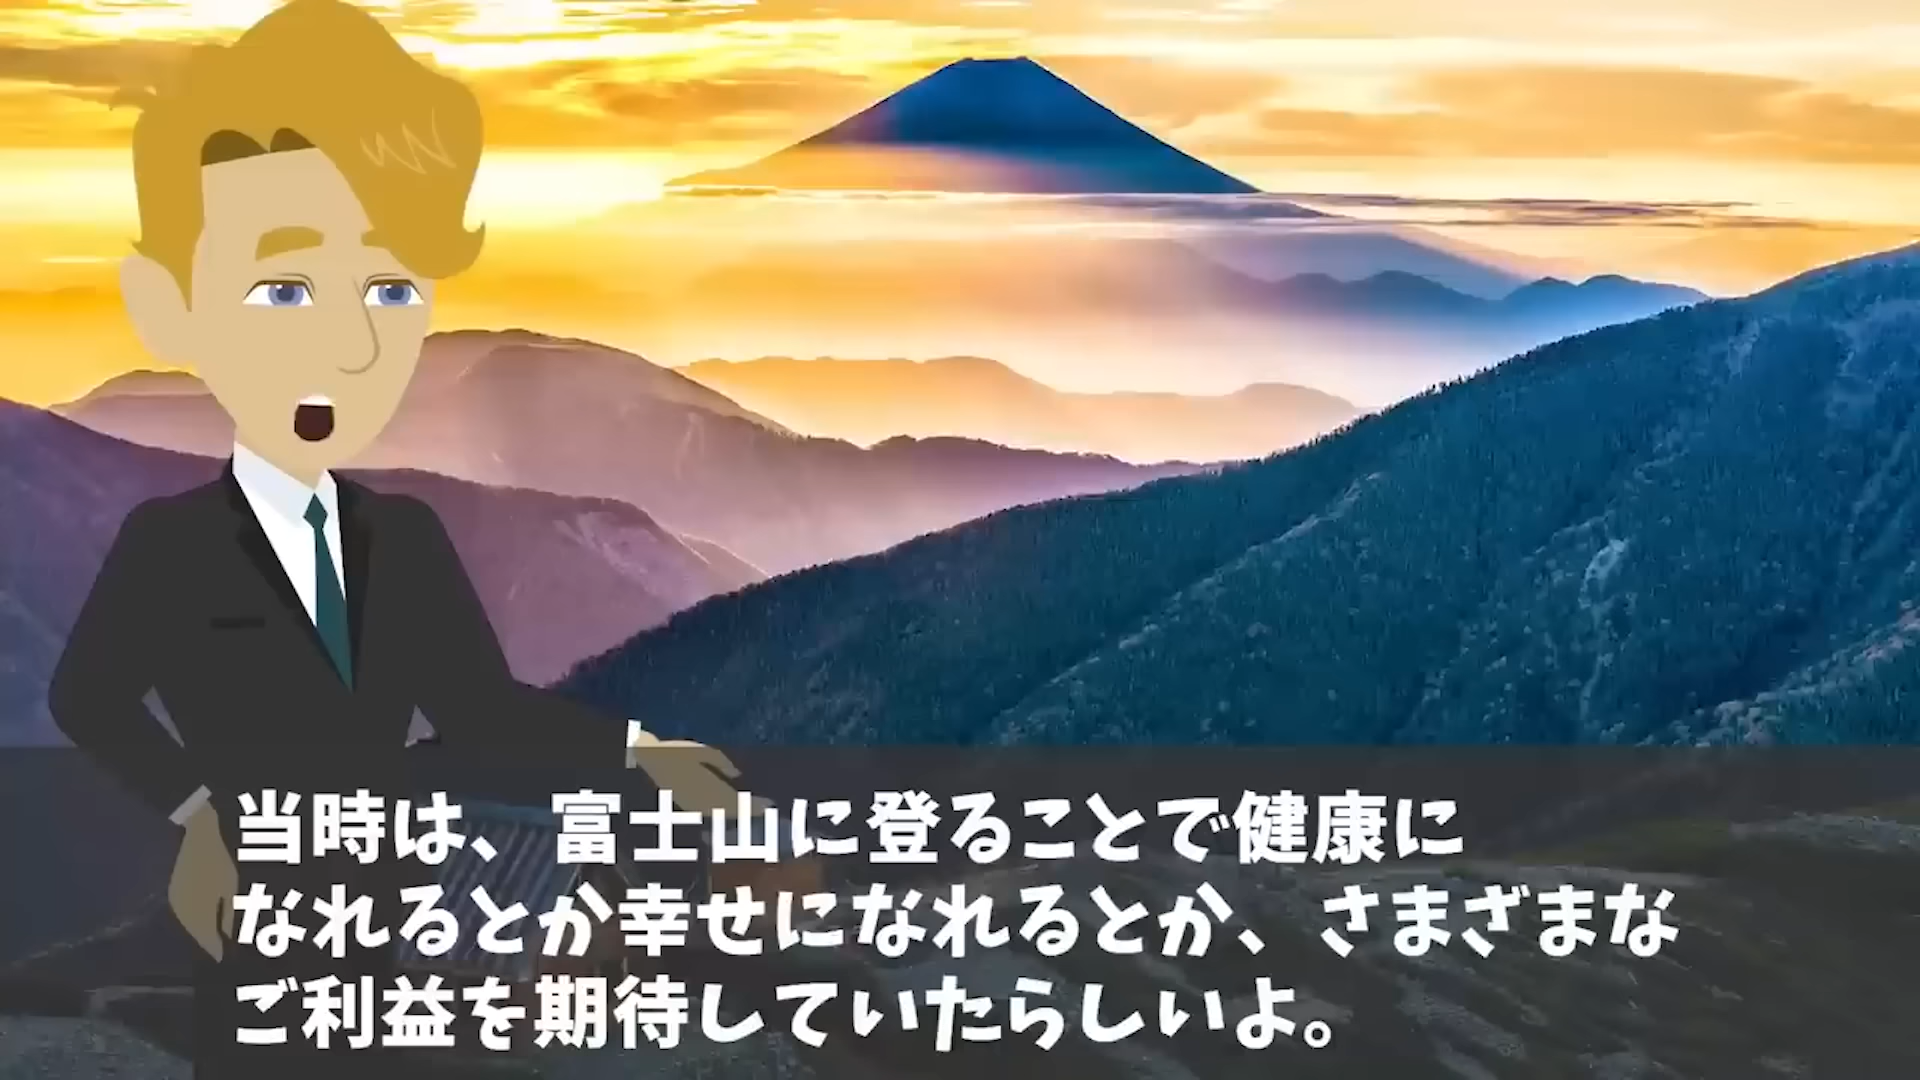 当時は、富士山に登ることで健康に
なれるとか幸せになれるとか、さまざまな
ご利益を期待していたらしいよ。